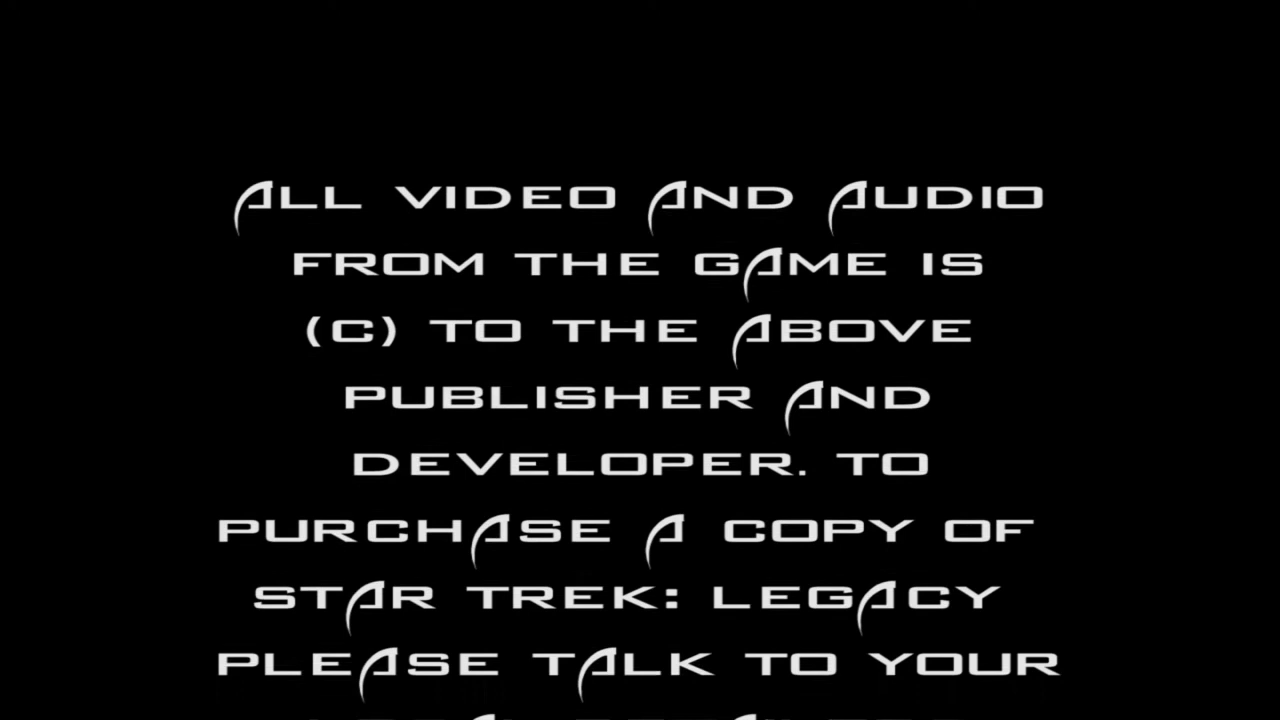 ALL VIDEO AND AUDIO
FROM THE GAME IS
(C) TO THE ABOVE
PUBLISHER AND
DEVELOPER. TO
PURCHASE A COPY OF
STAR TREK: LEGACY
PLEASE TALK TO YOUR